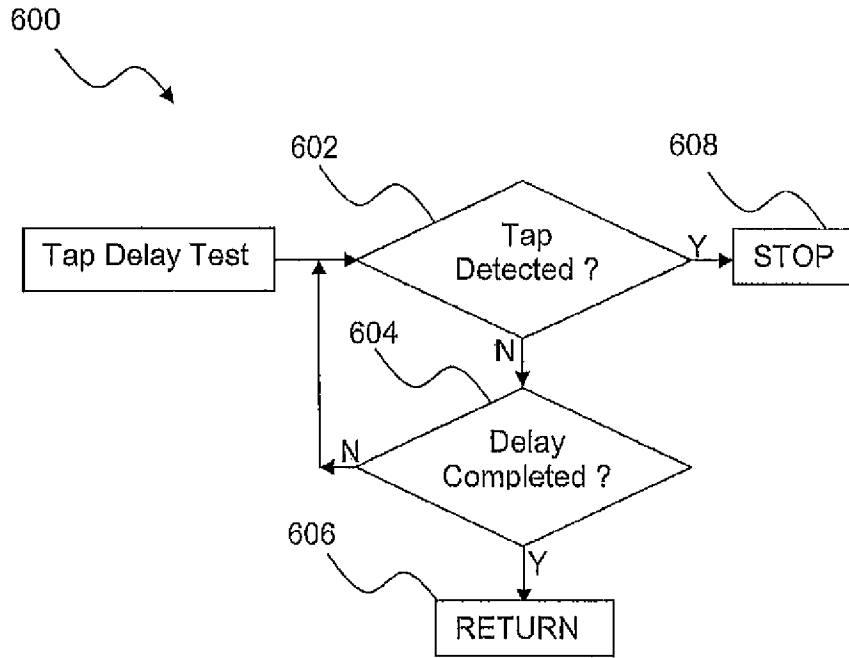 600
602
608
Tap Delay Test
Tap
Detected ?
Y
STOP
N
604
Delay
Completed ?
N
606
Y
RETURN